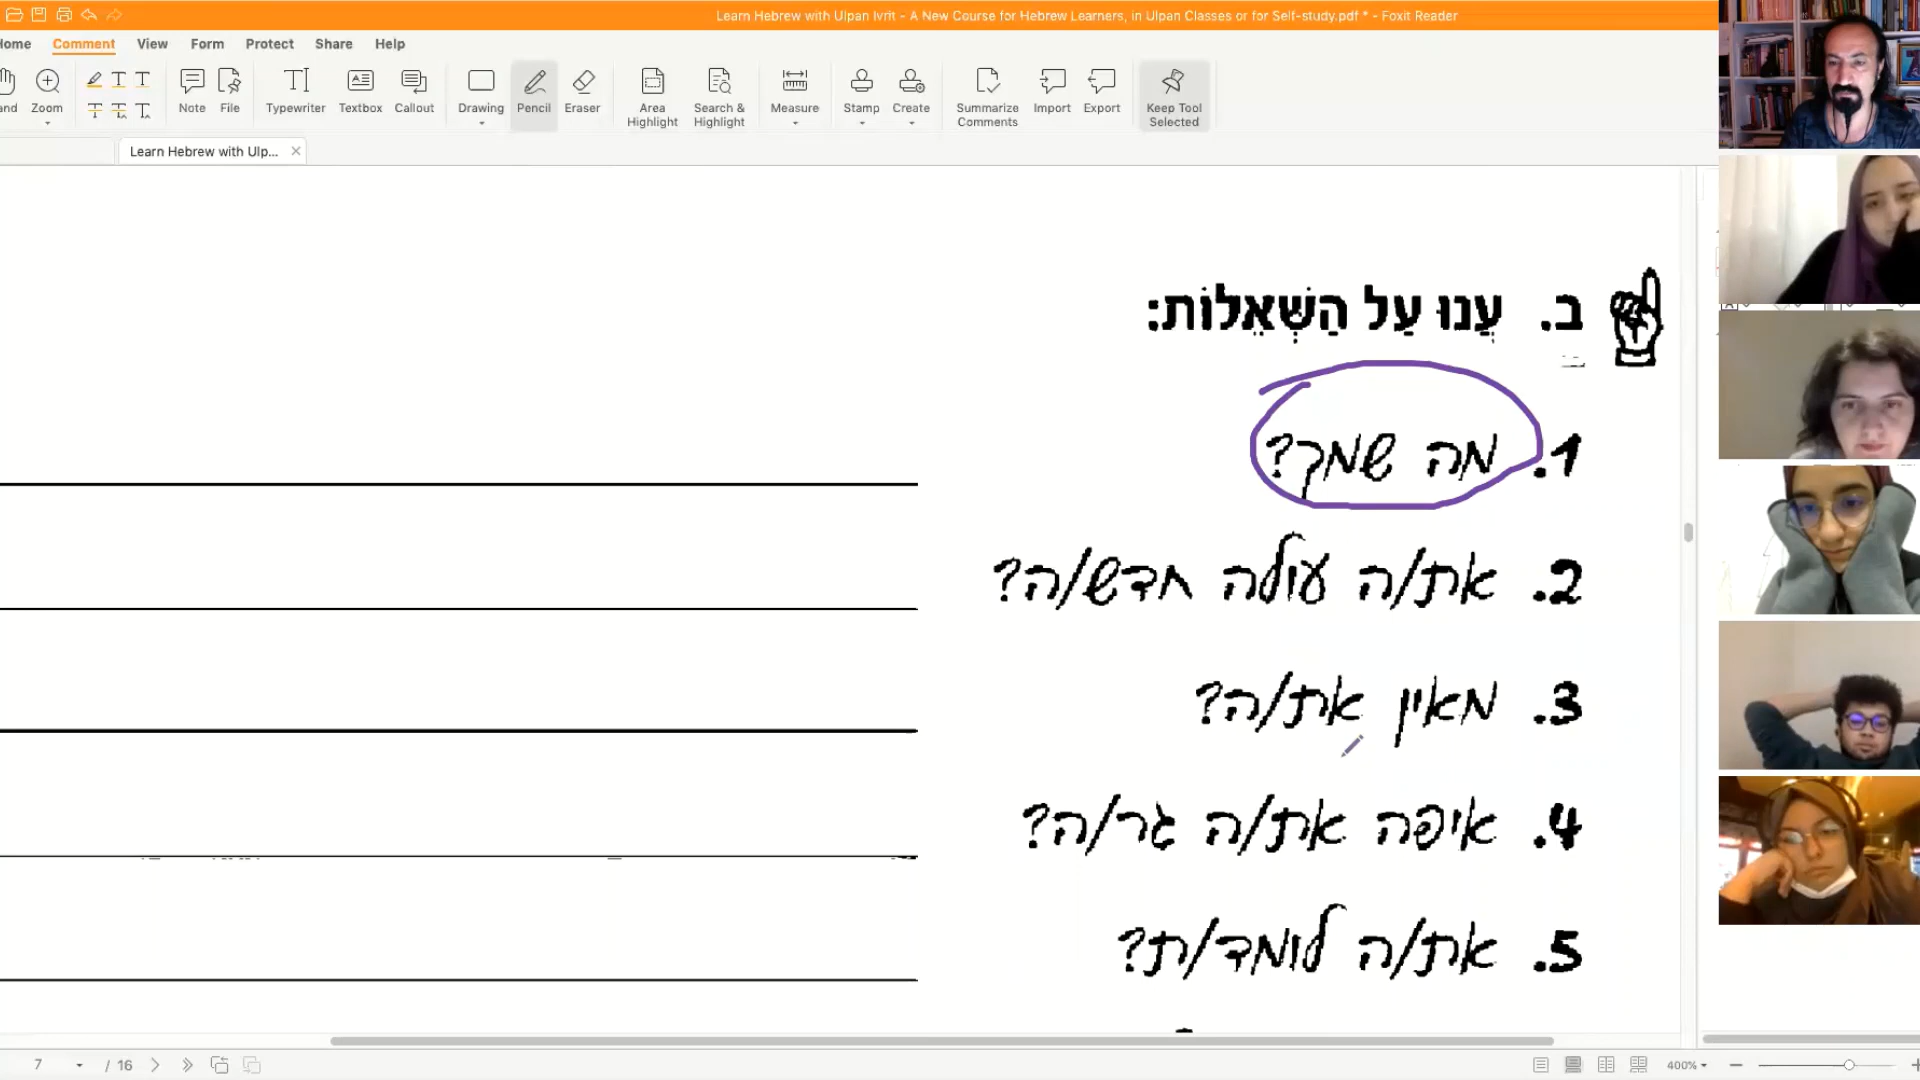 Learn Hebrew with Ulpan Ivrit - A New Course for Hebrew Learners, in Ulpan Classes or for Self-study.pdf * - Foxit Reader
Home Comment View Form Protect Share Help
Hand Zoom Note File Typewriter Textbox Callout Drawing Pencil Eraser Area Highlight Search & Highlight Measure Stamp Create Summarize Comments Import Export Keep Tool Selected
Learn Hebrew with Ulp...
ב. עֲנוּ עַל הַשְּׁאֵלוֹת:
1. מה שמך?
2. את/ה עולה חדש/ה?
3. מאין את/ה?
4. איפה את/ה גר/ה?
5. את/ה לומד/ת?
7 / 16 400%